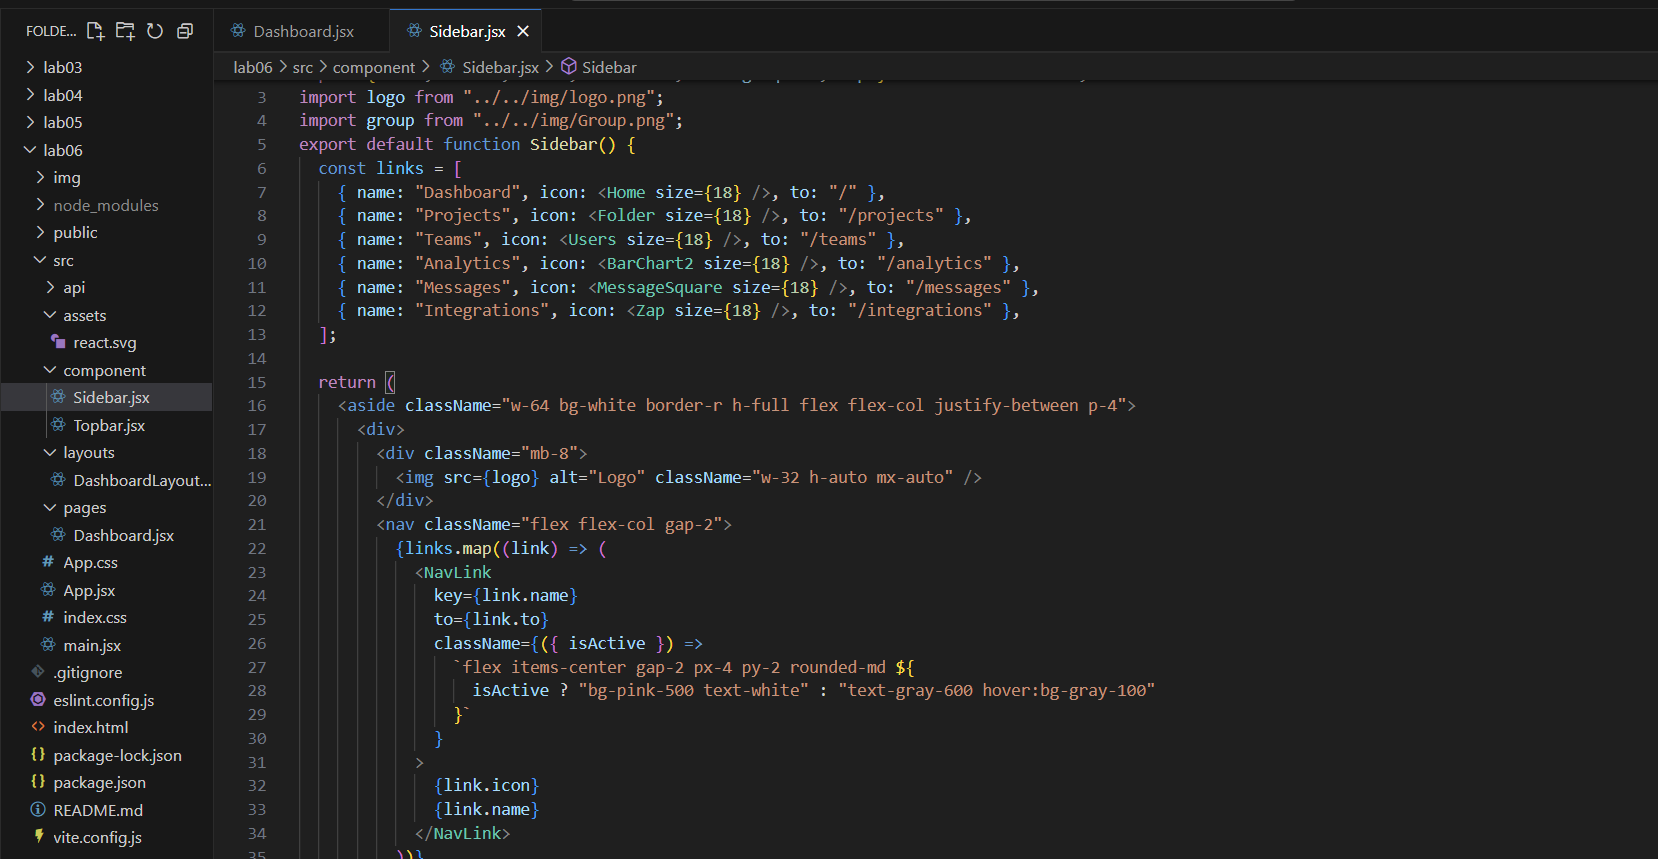 FOLDE...
lab03
lab04
lab05
lab06
img
node_modules
public
src
api
assets
react.svg
component
Sidebar.jsx
Topbar.jsx
layouts
DashboardLayout...
pages
Dashboard.jsx
App.css
App.jsx
index.css
main.jsx
.gitignore
eslint.config.js
index.html
package-lock.json
package.json
README.md
vite.config.js
Dashboard.jsx
Sidebar.jsx
lab06 > src > component > Sidebar.jsx > Sidebar
3 import logo from "../../img/logo.png";
4 import group from "../../img/Group.png";
5 export default function Sidebar() {
6 const links = [
7 { name: "Dashboard", icon: <Home size={18} />, to: "/" },
8 { name: "Projects", icon: <Folder size={18} />, to: "/projects" },
9 { name: "Teams", icon: <Users size={18} />, to: "/teams" },
10 { name: "Analytics", icon: <BarChart2 size={18} />, to: "/analytics" },
11 { name: "Messages", icon: <MessageSquare size={18} />, to: "/messages" },
12 { name: "Integrations", icon: <Zap size={18} />, to: "/integrations" },
13 ];
14
15 return (
16 <aside className="w-64 bg-white border-r h-full flex flex-col justify-between p-4">
17 <div>
18 <div className="mb-8">
19 <img src={logo} alt="Logo" className="w-32 h-auto mx-auto" />
20 </div>
21 <nav className="flex flex-col gap-2">
22 {links.map((link) => (
23 <NavLink
24 key={link.name}
25 to={link.to}
26 className={({ isActive }) =>
27 `flex items-center gap-2 px-4 py-2 rounded-md ${
28 isActive ? "bg-pink-500 text-white" : "text-gray-600 hover:bg-gray-100"
29 }`
30 }
31 >
32 {link.icon}
33 {link.name}
34 </NavLink>
35 ))}